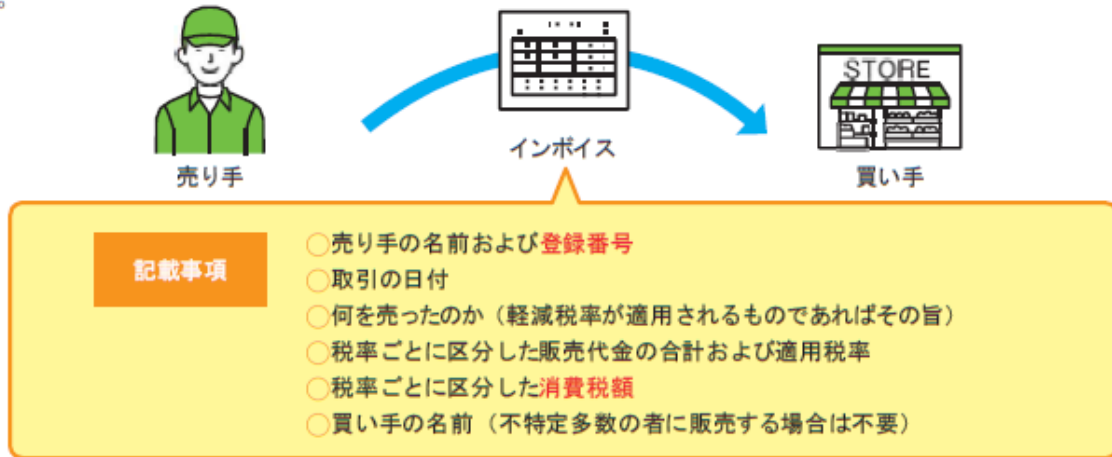 STORE
売り手
インボイス
買い手
記載事項
○売り手の名前および登録番号
○取引の日付
○何を売ったのか（軽減税率が適用されるものであればその旨）
○税率ごとに区分した販売代金の合計および適用税率
○税率ごとに区分した消費税額
○買い手の名前（不特定多数の者に販売する場合は不要）